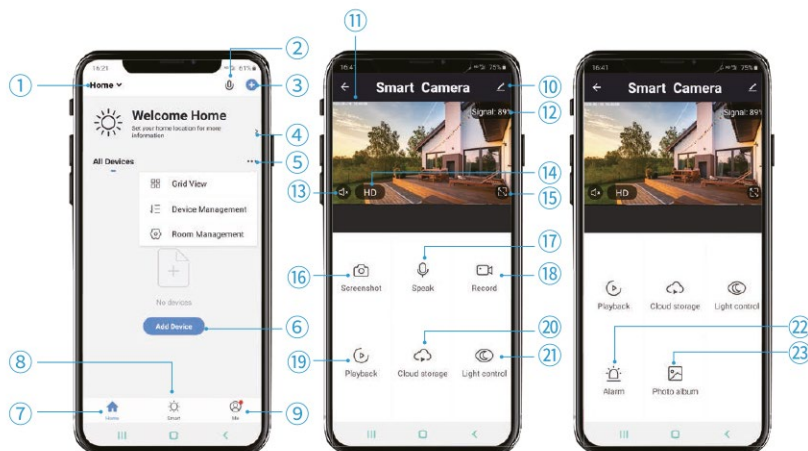 ⑪
②
16:21
61%
16:41
75%
16:41
75%
①
Home
③
Smart Camera
⑩
Smart Camera
Welcome Home
Set your home location for more
information
④
Signal: 89%
⑫
Signal: 89%
All Devices
⑤
⑭
Grid View
⑬
HD
⑮
HD
Device Management
Room Management
⑰
⑯
⑱
Screenshot
Speak
Record
Playback
Cloud storage
Light control
No devices
Add Device
⑥
⑳
㉒
⑧
⑲
㉑
㉓
Playback
Cloud storage
Light control
Alarm
Photo album
⑦
Home
Smart
Me
⑨